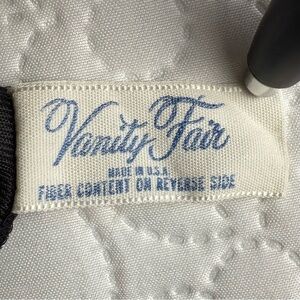 Vanity Fair
MADE IN U.S.A.
FIBER CONTENT ON REVERSE SIDE